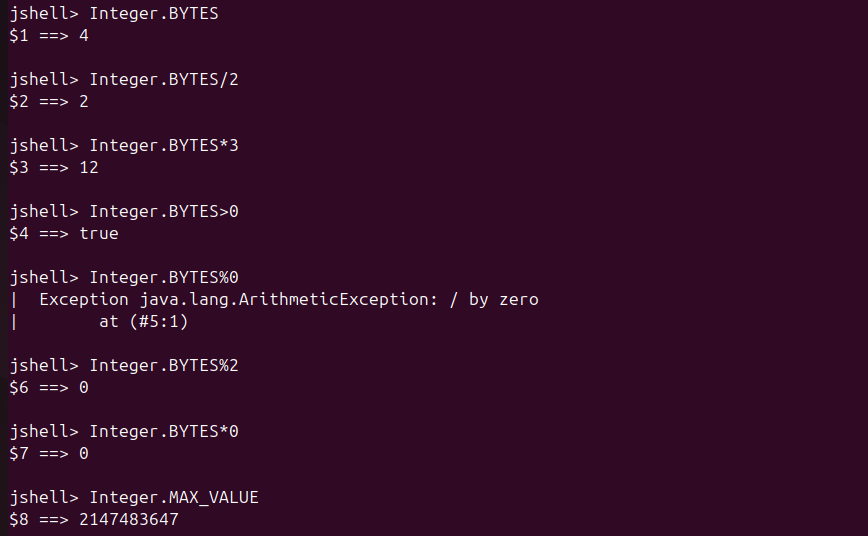 jshell> Integer.BYTES
$1 ==> 4
jshell> Integer.BYTES/2
$2 ==> 2
jshell> Integer.BYTES*3
$3 ==> 12
jshell> Integer.BYTES>0
$4 ==> true
jshell> Integer.BYTES%0
|  Exception java.lang.ArithmeticException: / by zero
|        at (#5:1)
jshell> Integer.BYTES%2
$6 ==> 0
jshell> Integer.BYTES*0
$7 ==> 0
jshell> Integer.MAX_VALUE
$8 ==> 2147483647